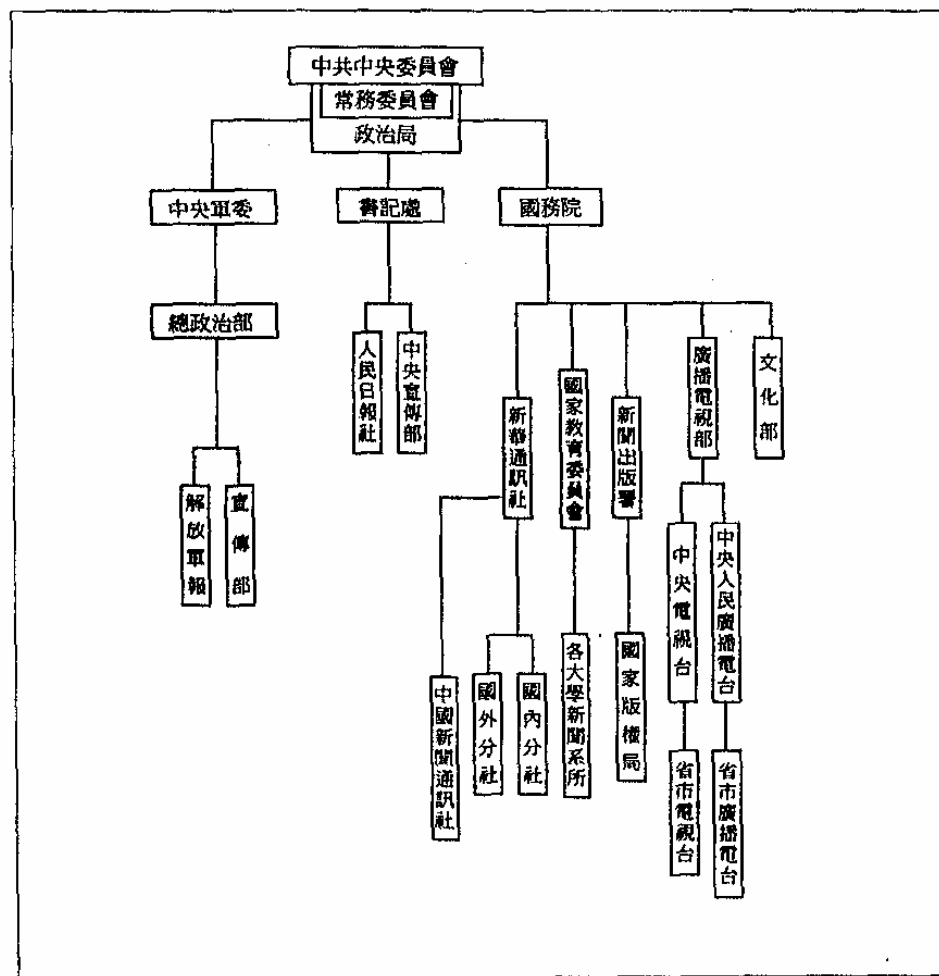 中共中央委員會
常務委員會
政治局
中央軍委
書記處
國務院
總政治部
人民日報社
中央宣傳部
新華通訊社
國家教育委員會
新聞出版署
廣播電視部
文化部
解放軍報
宣傳部
中央電視台
中央人民廣播電台
中國新聞通訊社
國外分社
國內分社
各大學新聞系所
國家版權局
省市電視台
省市廣播電台